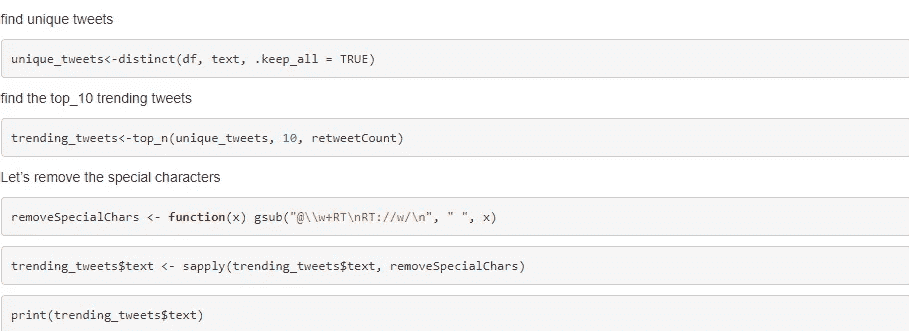 find unique tweets
unique_tweets<-distinct(df, text, .keep_all = TRUE)
find the top_10 trending tweets
trending_tweets<-top_n(unique_tweets, 10, retweetCount)
Let’s remove the special characters
removeSpecialChars <- function(x) gsub("@\\w+RT\nRT://w/\n", " ", x)
trending_tweets$text <- sapply(trending_tweets$text, removeSpecialChars)
print(trending_tweets$text)